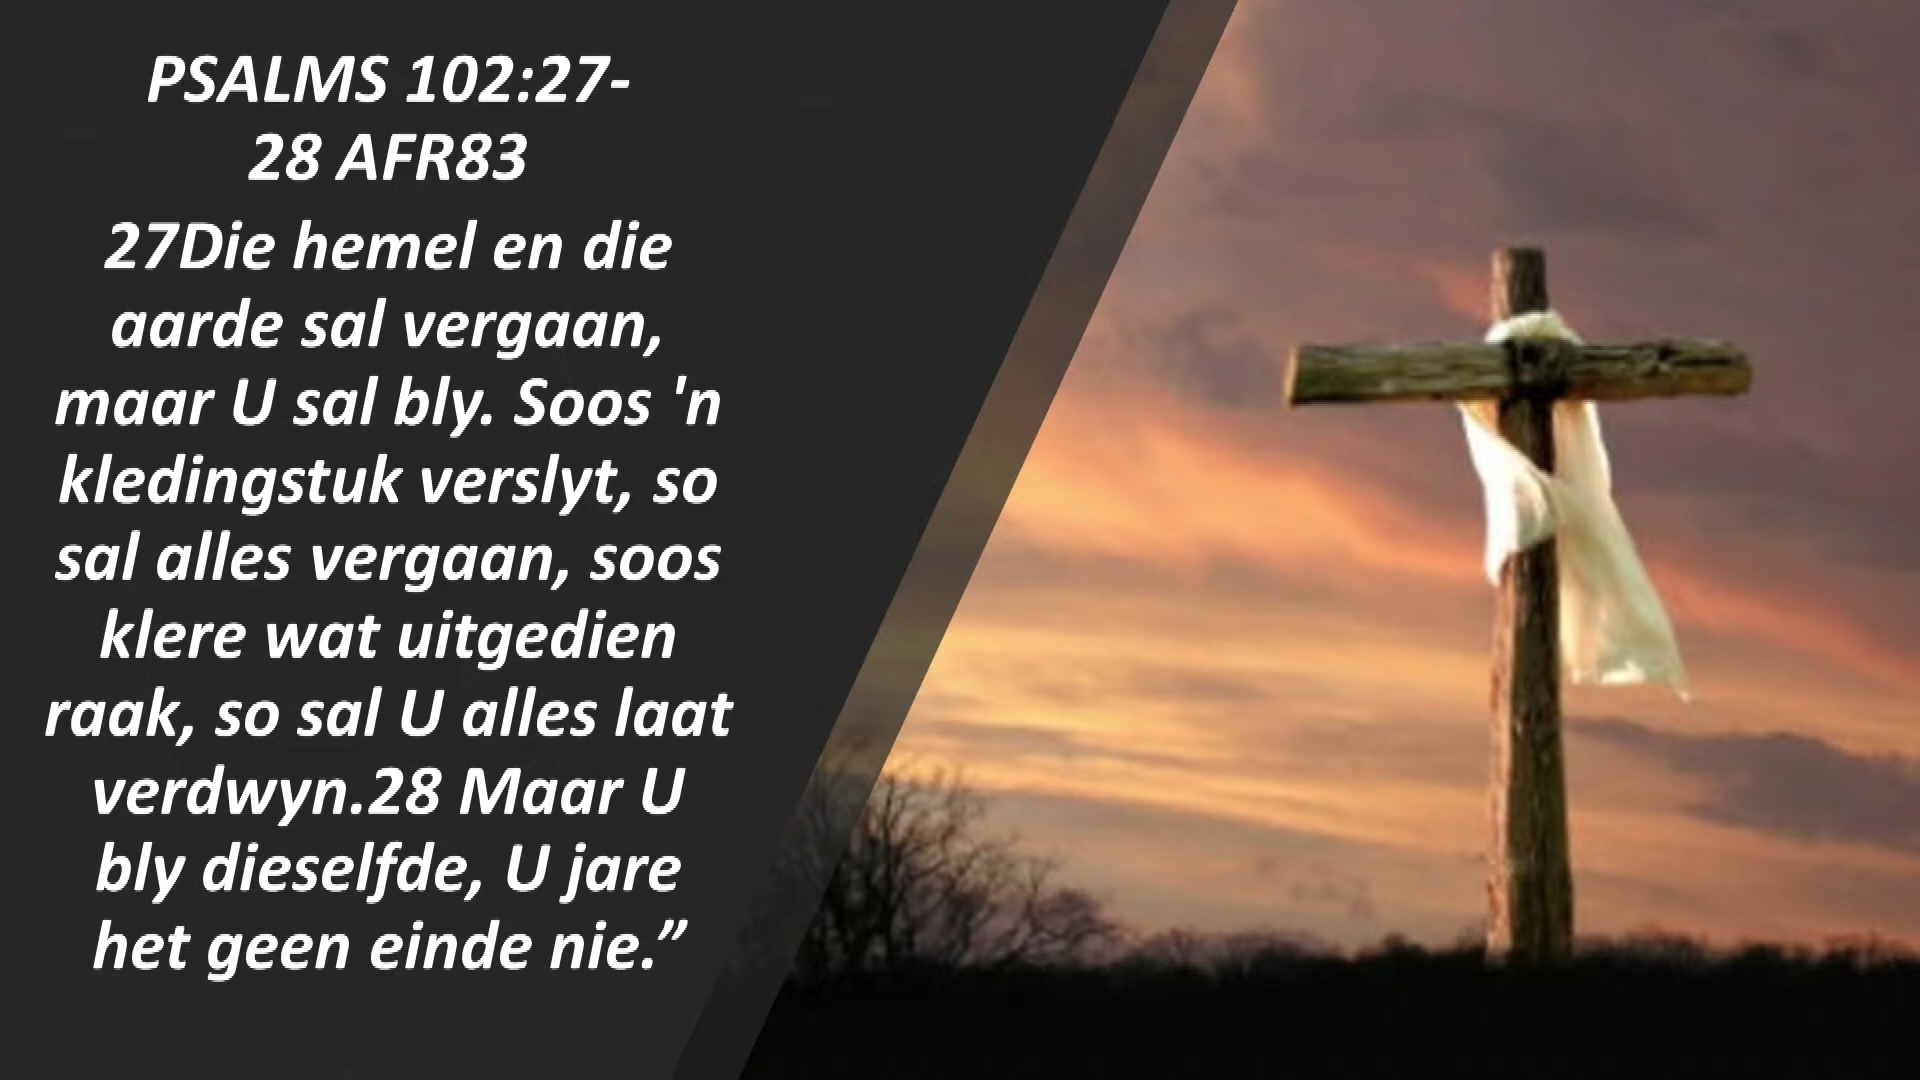 PSALMS 102:27-
28 AFR83
27Die hemel en die
aarde sal vergaan,
maar U sal bly. Soos 'n
kledingstuk verslyt, so
sal alles vergaan, soos
klere wat uitgedien
raak, so sal U alles laat
verdwyn.28 Maar U
bly dieselfde, U jare
het geen einde nie.”